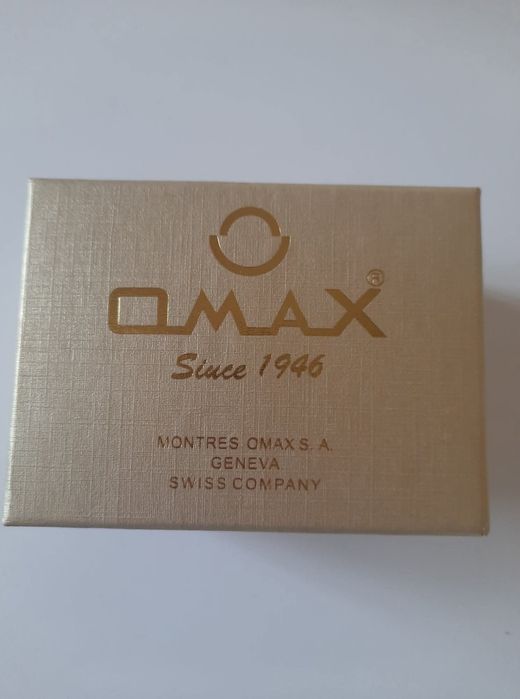 OMAX®
Since 1946
MONTRES OMAX S. A.
GENEVA
SWISS COMPANY